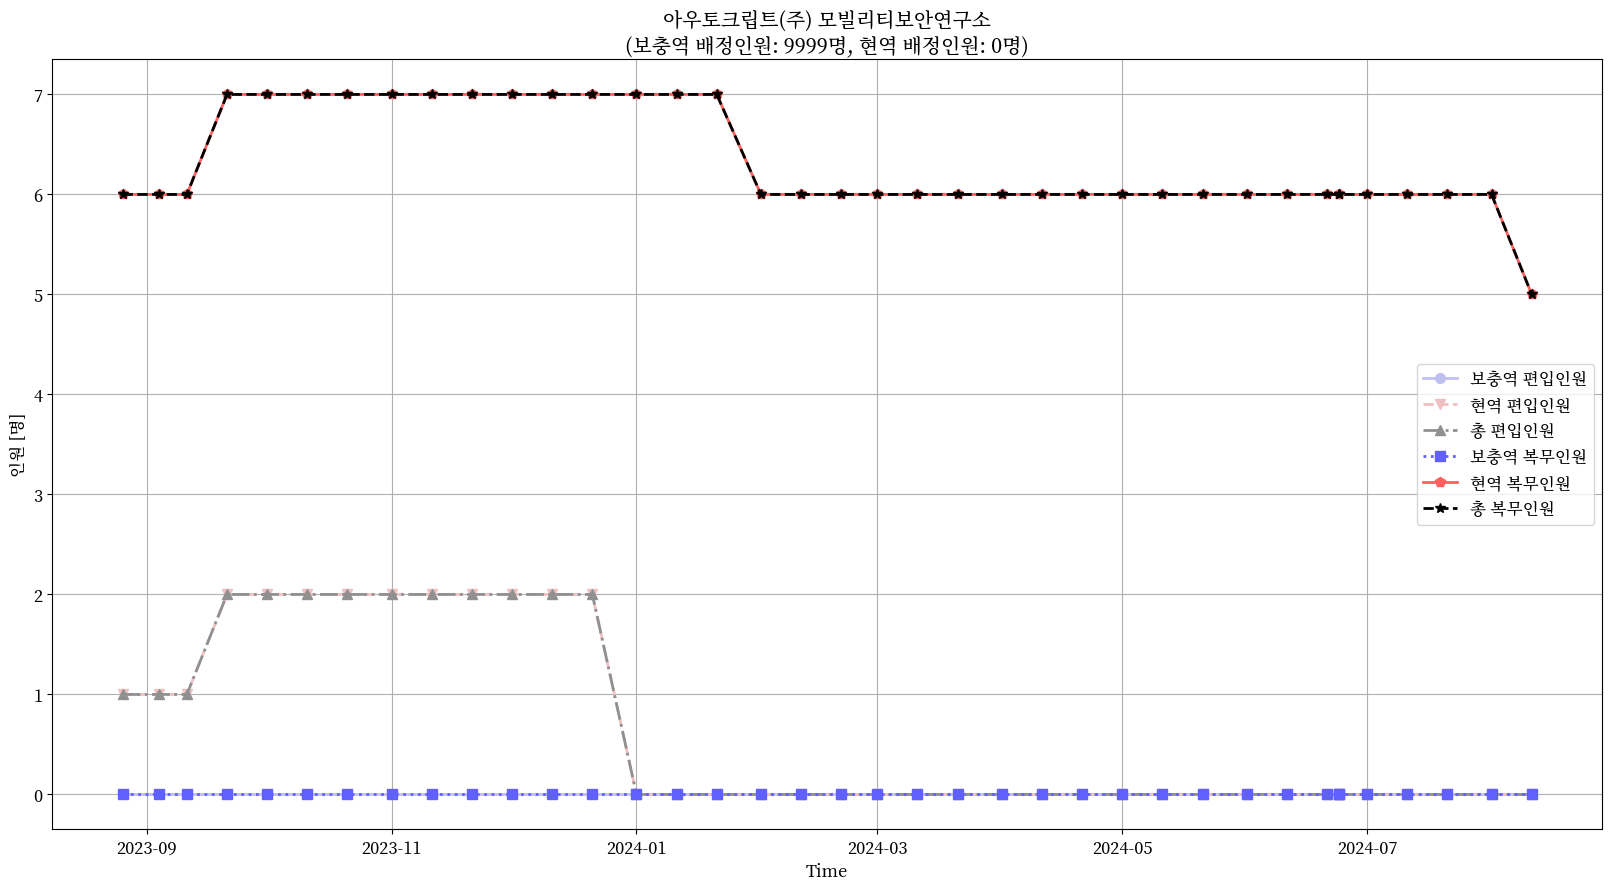 아우토크립트(주) 모빌리티보안연구소
(보충역 배정인원: 9999명, 현역 배정인원: 0명)
인원 [명]
7
6
5
4
3
2
1
0
보충역 편입인원
현역 편입인원
총 편입인원
보충역 복무인원
현역 복무인원
총 복무인원
2023-09
2023-11
2024-01
2024-03
2024-05
2024-07
Time